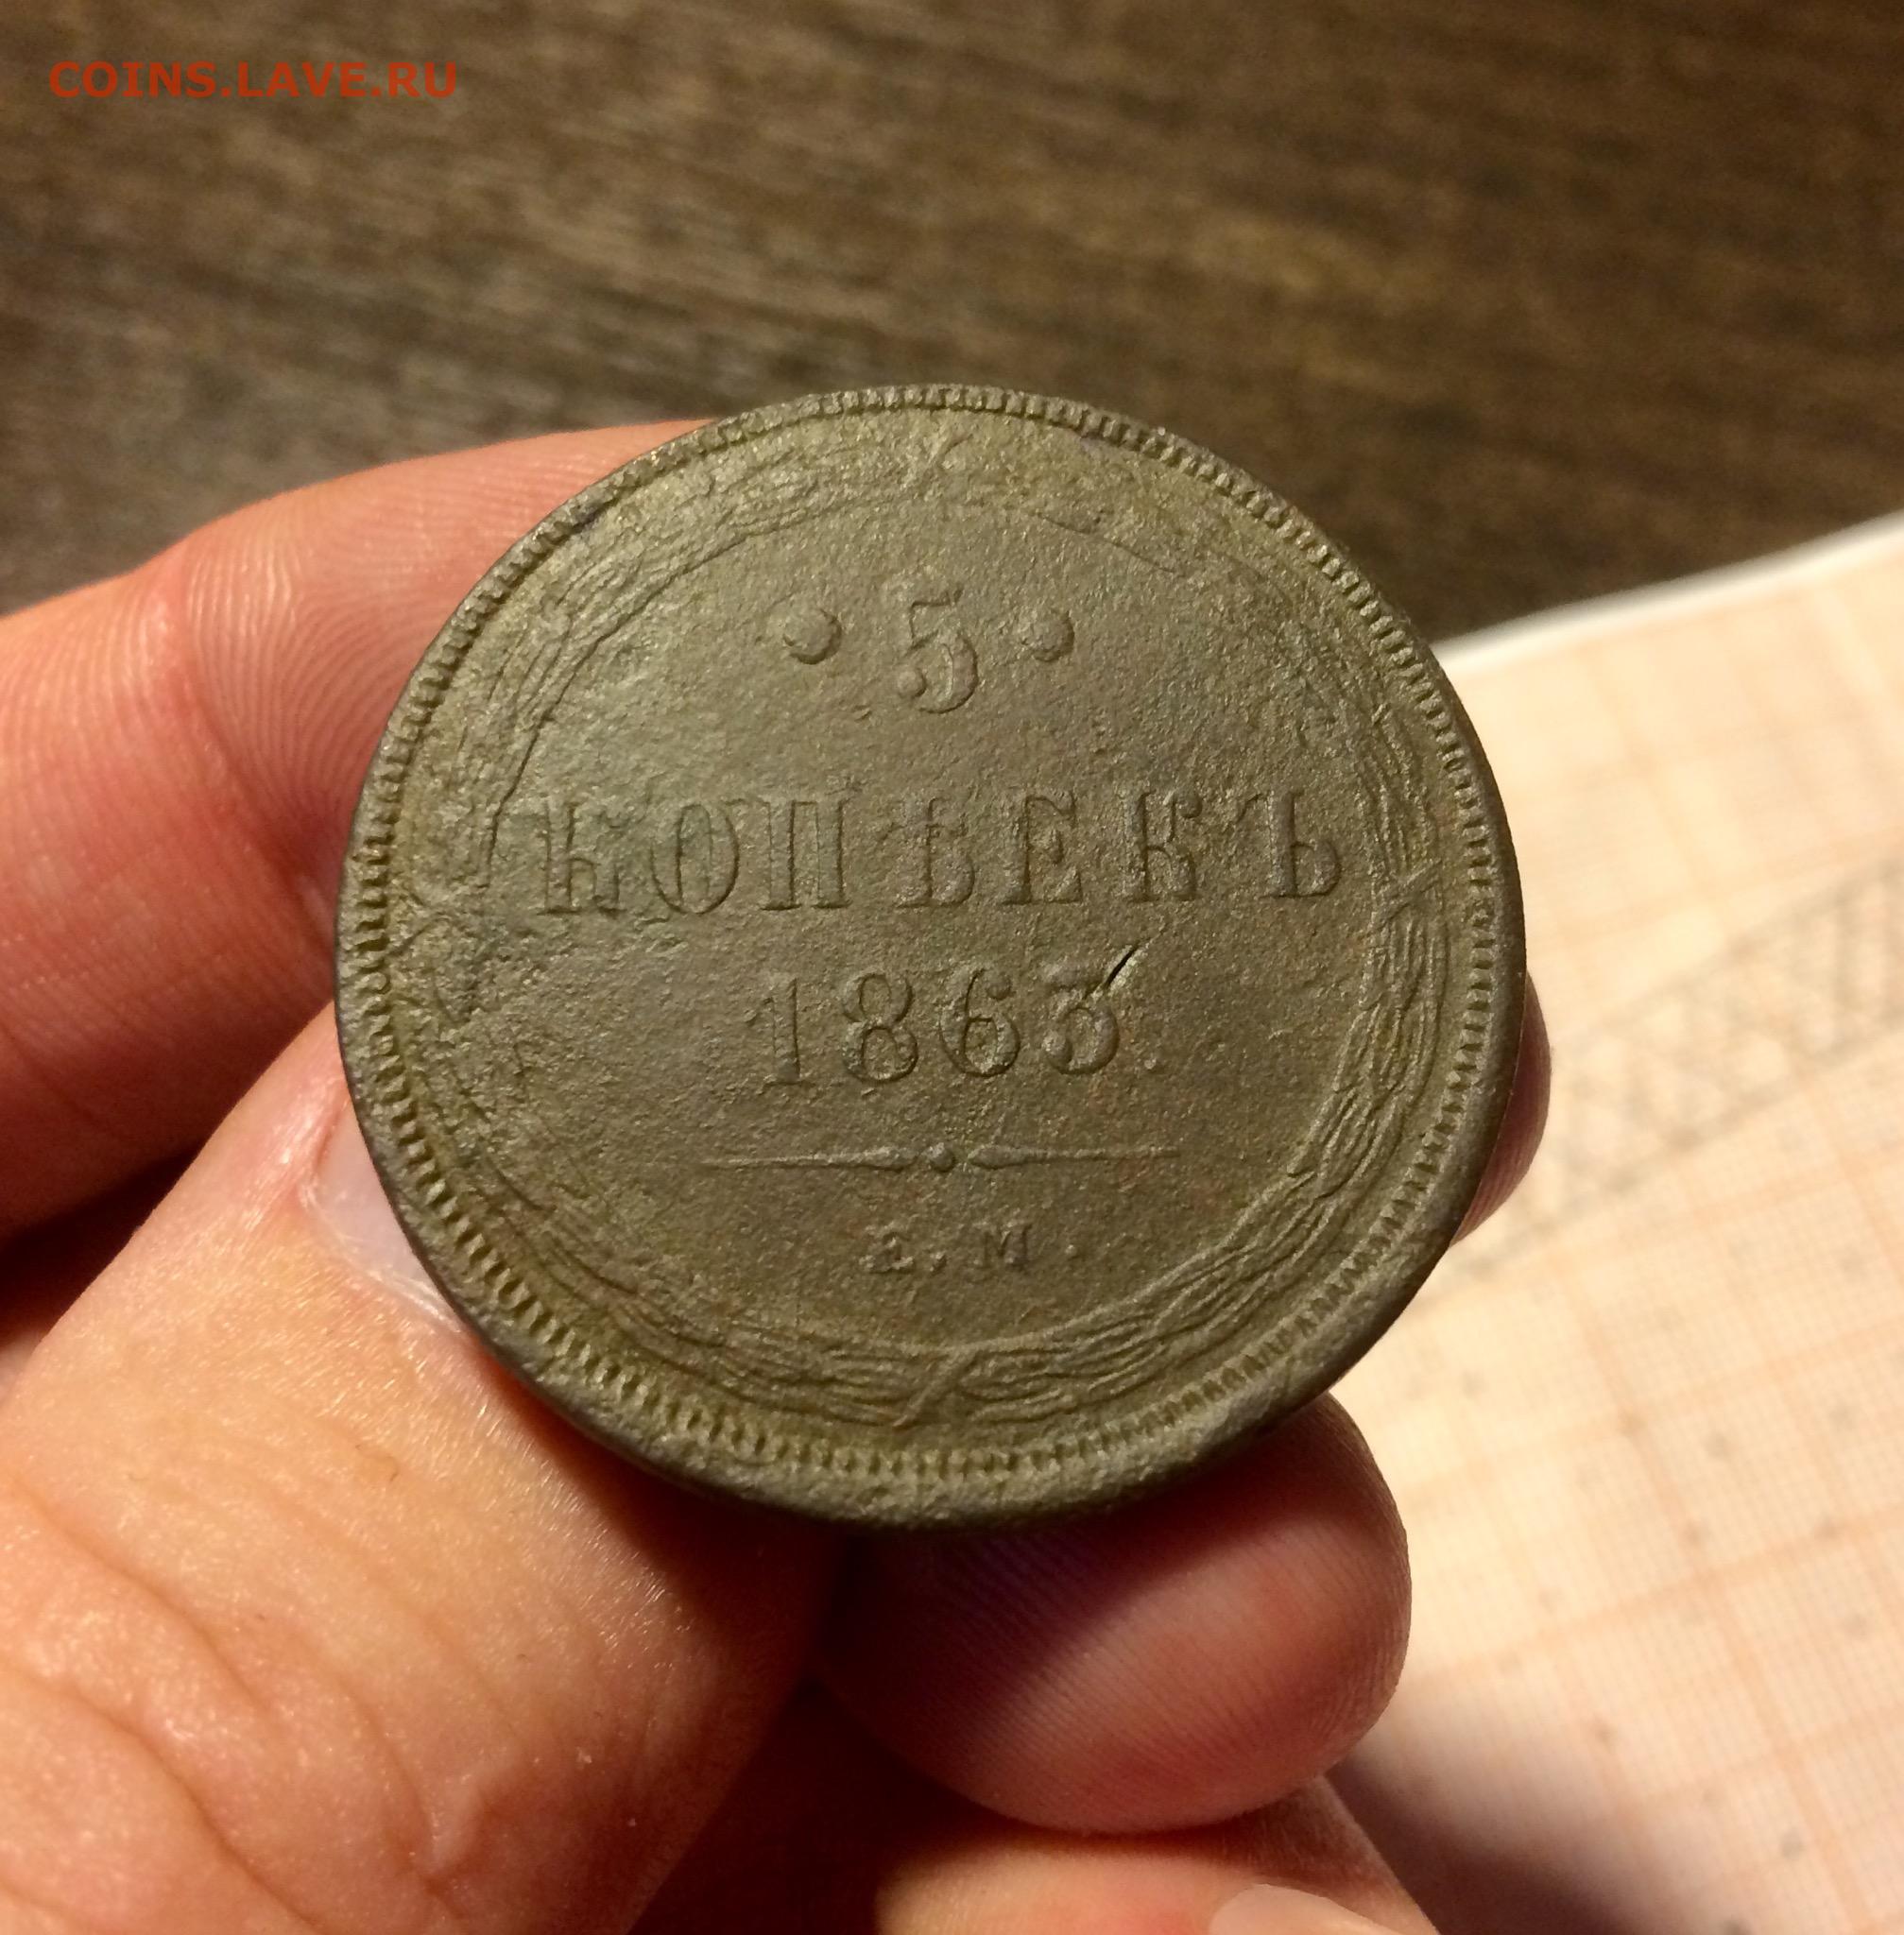 COINS.LAVE.RU
• 5 •
КОПѢЕКЪ
1863.
Е.М.